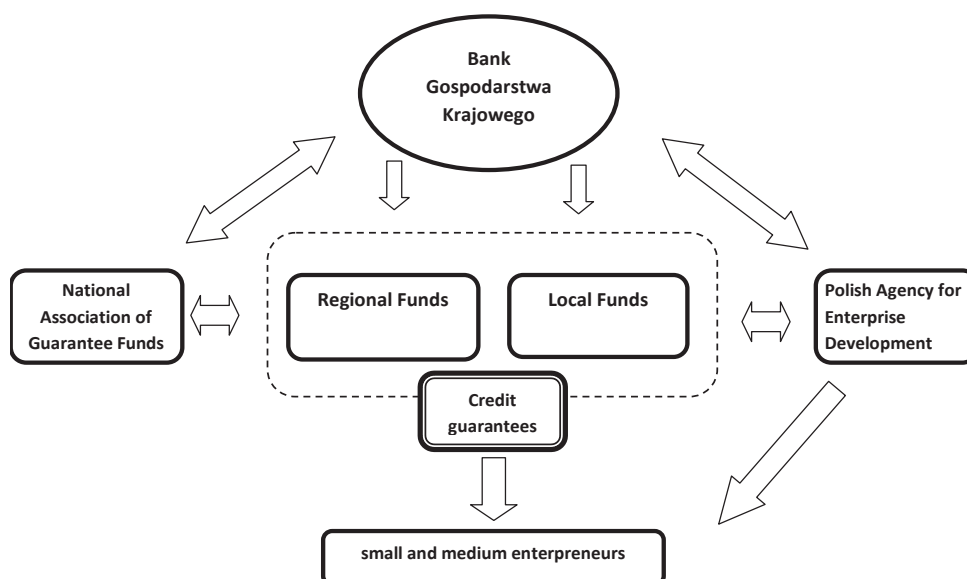 Bank
Gospodarstwa
Krajowego
National
Association of
Guarantee Funds
Regional Funds
Local Funds
Polish Agency for
Enterprise
Development
Credit
guarantees
small and medium enterpreneurs